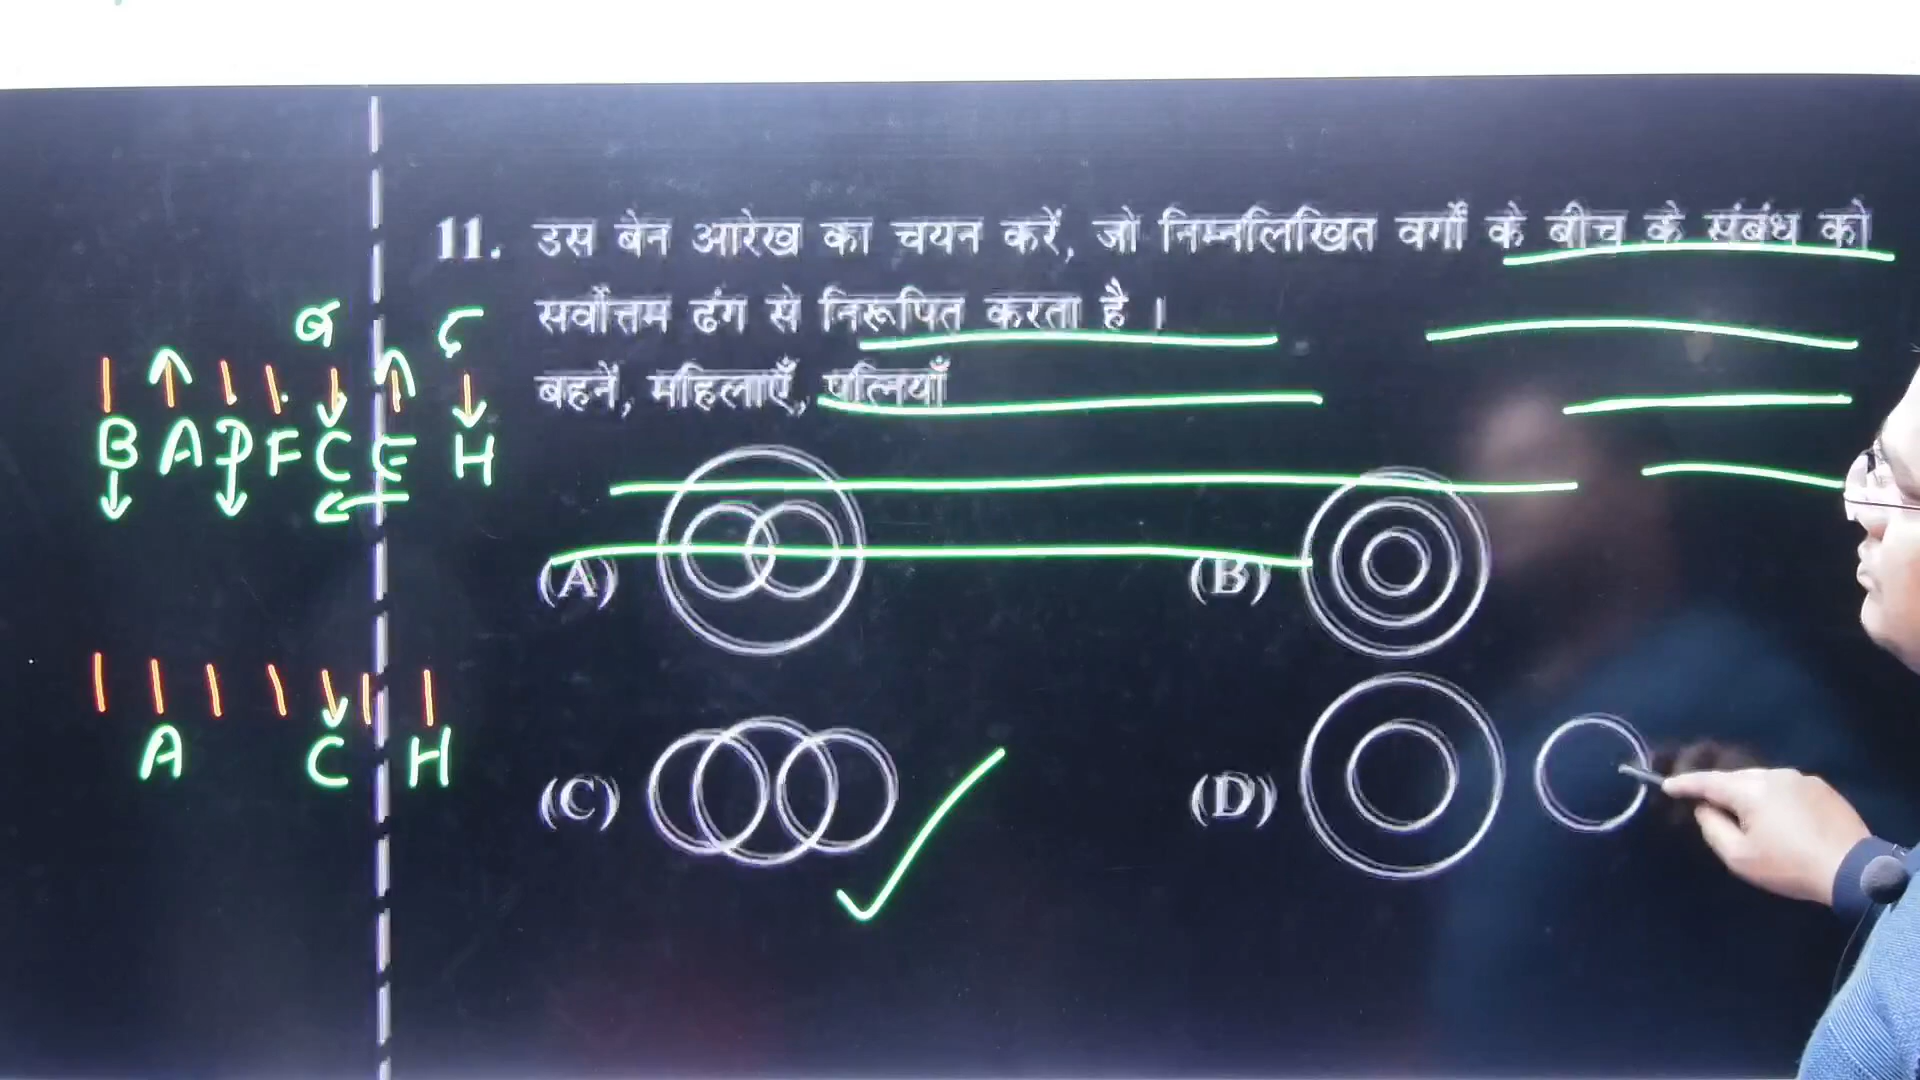 11. उस बेन आरेख का चयन करें, जो निम्नलिखित वर्गों के बीच के संबंध को
सर्वोत्तम ढंग से निरूपित करता है ।
बहनें, महिलाएँ, पत्नियाँ
(A) (B)
(C) (D)
G
B A D F C E H
A C H